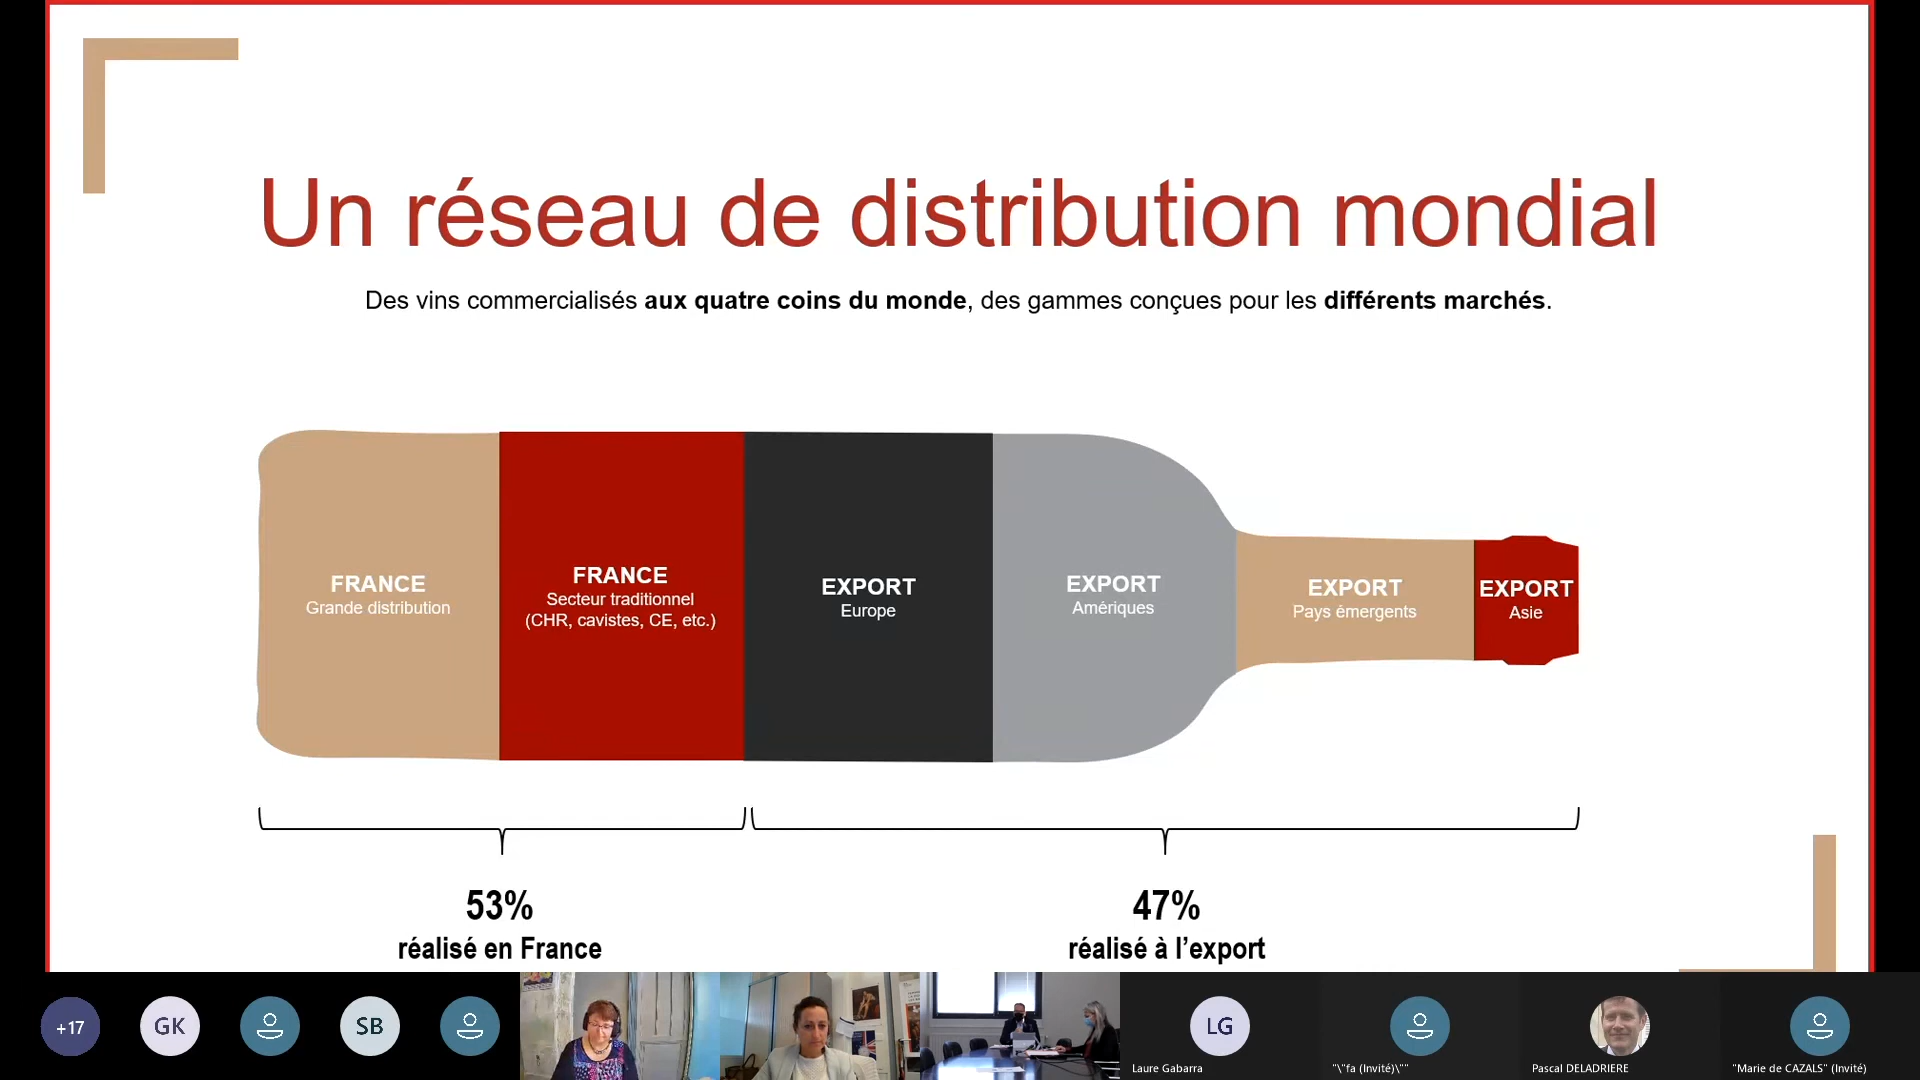 Un réseau de distribution mondial
Des vins commercialisés aux quatre coins du monde, des gammes conçues pour les différents marchés.
FRANCE
Grande distribution
FRANCE
Secteur traditionnel
(CHR, cavistes, CE, etc.)
EXPORT
Europe
EXPORT
Amériques
EXPORT
Pays émergents
EXPORT
Asie
53%
réalisé en France
47%
réalisé à l’export
+17
GK
SB
LG
Laure Gabarra
"\"fa (Invité)\""
Pascal DELADRIERE
"Marie de CAZALS" (Invité)